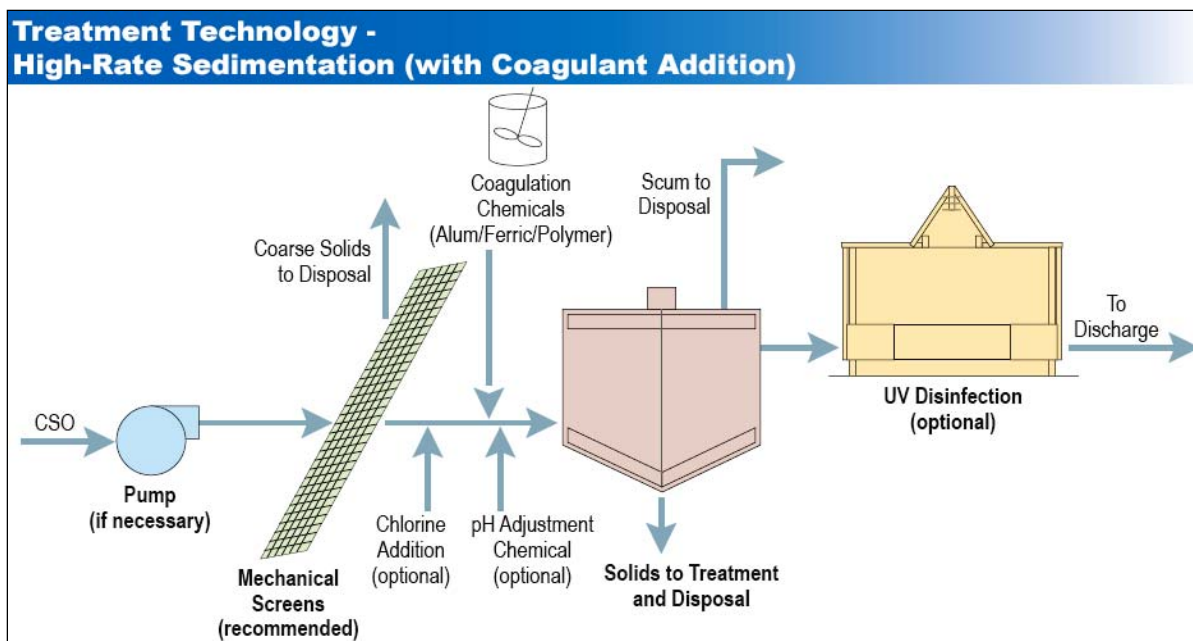 Treatment Technology -
High-Rate Sedimentation (with Coagulant Addition)
Coagulation
Chemicals
(Alum/Ferric/Polymer)
Scum to
Disposal
Coarse Solids
to Disposal
To
Discharge
UV Disinfection
(optional)
CSO
Pump
(if necessary)
Chlorine
Addition
(optional)
pH Adjustment
Chemical
(optional)
Mechanical
Screens
(recommended)
Solids to Treatment
and Disposal